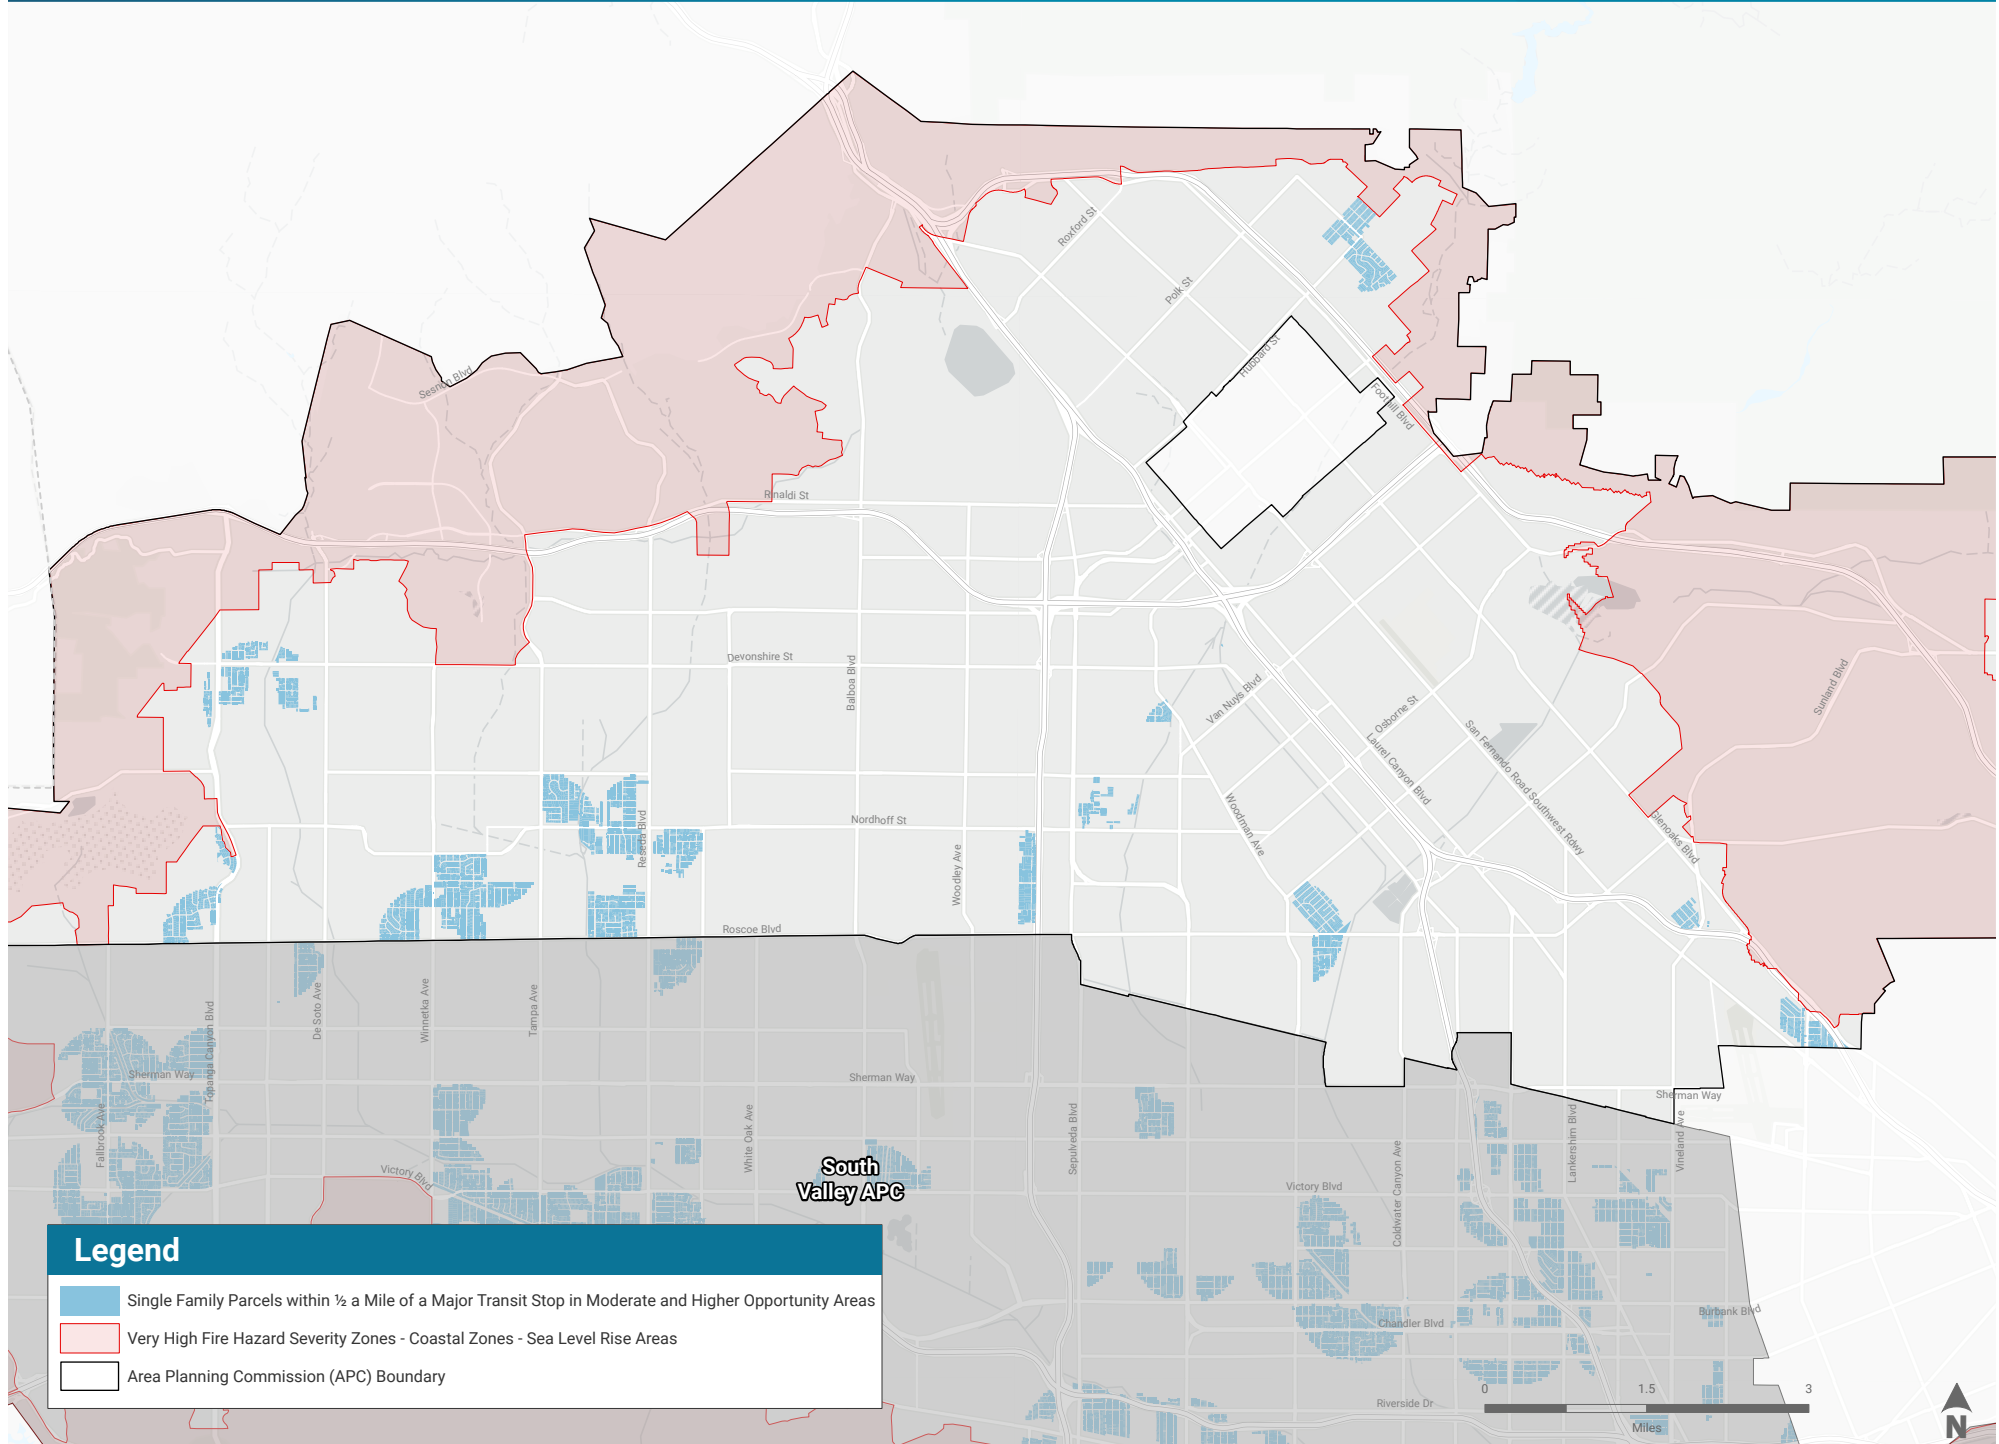 Roxford St
Polk St
Hubbard St
Foothill Blvd
Sesnon Blvd
Rinaldi St
Devonshire St
Balboa Blvd
Van Nuys Blvd
Osborne St
Laurel Canyon Blvd
San Fernando Road Southwest Rdwy
Sunland Blvd
Glenoaks Blvd
Woodman Ave
Nordhoff St
Reseda Blvd
Woodley Ave
Roscoe Blvd
De Soto Ave
Winnetka Ave
Tampa Ave
Topanga Canyon Blvd
Sherman Way
Sherman Way
Sherman Way
Fallbrook Ave
White Oak Ave
Sepulveda Blvd
Coldwater Canyon Ave
Lankershim Blvd
Vineland Ave
Victory Blvd
Victory Blvd
South
Valley APC
Burbank Blvd
Chandler Blvd
Riverside Dr
Legend
Single Family Parcels within ½ a Mile of a Major Transit Stop in Moderate and Higher Opportunity Areas
Very High Fire Hazard Severity Zones - Coastal Zones - Sea Level Rise Areas
Area Planning Commission (APC) Boundary
0 1.5 3
Miles
N